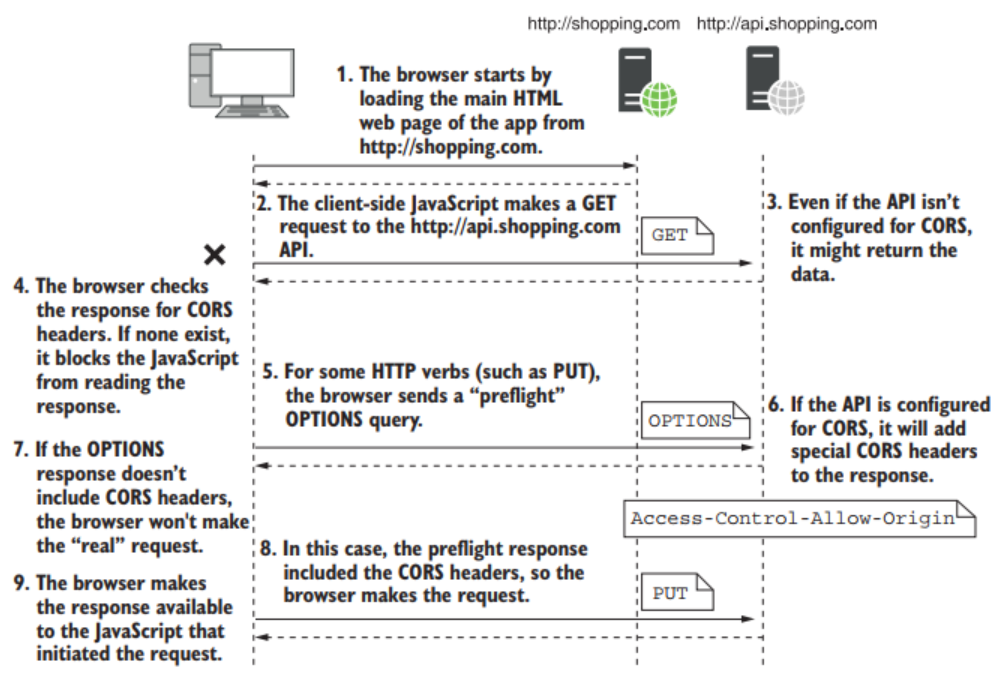 http://shopping.com http://api.shopping.com
1. The browser starts by
loading the main HTML
web page of the app from
http://shopping.com.
2. The client-side JavaScript makes a GET
request to the http://api.shopping.com
API.
GET
3. Even if the API isn't
configured for CORS,
it might return the
data.
4. The browser checks
the response for CORS
headers. If none exist,
it blocks the JavaScript
from reading the
response.
5. For some HTTP verbs (such as PUT),
the browser sends a “preflight”
OPTIONS query.
OPTIONS
6. If the API is configured
for CORS, it will add
special CORS headers
to the response.
Access-Control-Allow-Origin
7. If the OPTIONS
response doesn't
include CORS headers,
the browser won't make
the “real” request.
8. In this case, the preflight response
included the CORS headers, so the
browser makes the request.
PUT
9. The browser makes
the response available
to the JavaScript that
initiated the request.